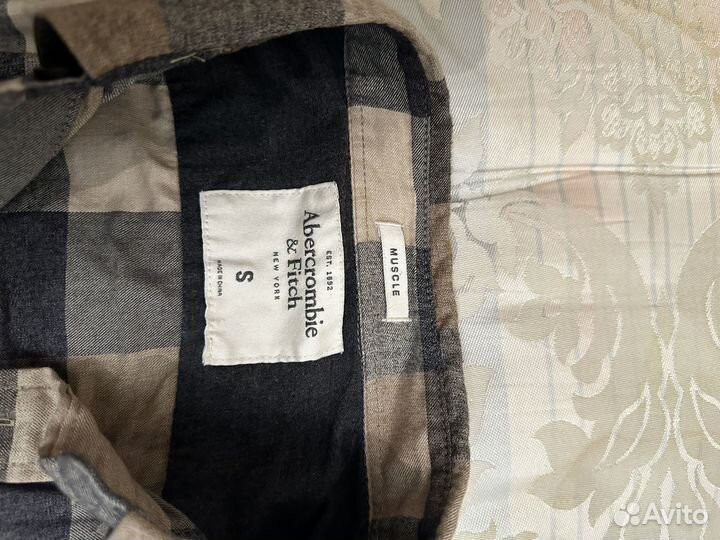 MUSCLE
EST. 1892
Abercrombie
& Fitch
NEW YORK
S
MADE IN CHINA
Avito